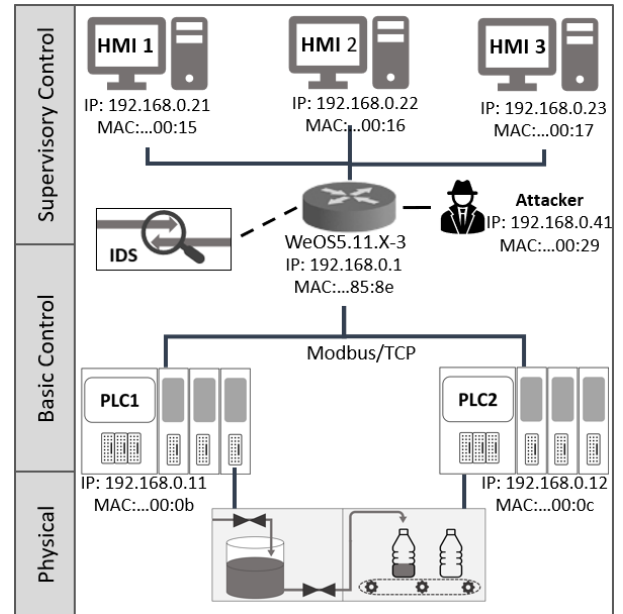 Supervisory Control
HMI 1
HMI 2
HMI 3
IP: 192.168.0.21
MAC:...00:15
IP: 192.168.0.22
MAC:...00:16
IP: 192.168.0.23
MAC:...00:17
IDS
WeOS5.11.X-3
IP: 192.168.0.1
MAC:...85:8e
Attacker
IP: 192.168.0.41
MAC:...00:29
Basic Control
Modbus/TCP
PLC1
PLC2
IP: 192.168.0.11
MAC:...00:0b
IP: 192.168.0.12
MAC:...00:0c
Physical